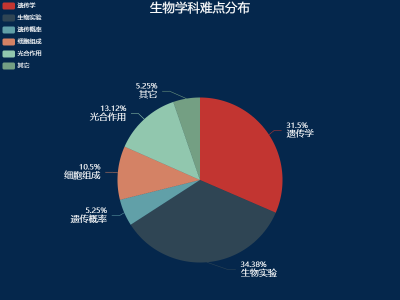 生物学科难点分布
遗传学
生物实验
遗传概率
细胞组成
光合作用
其它
5.25%
其它
13.12%
光合作用
10.5%
细胞组成
5.25%
遗传概率
31.5%
遗传学
34.38%
生物实验